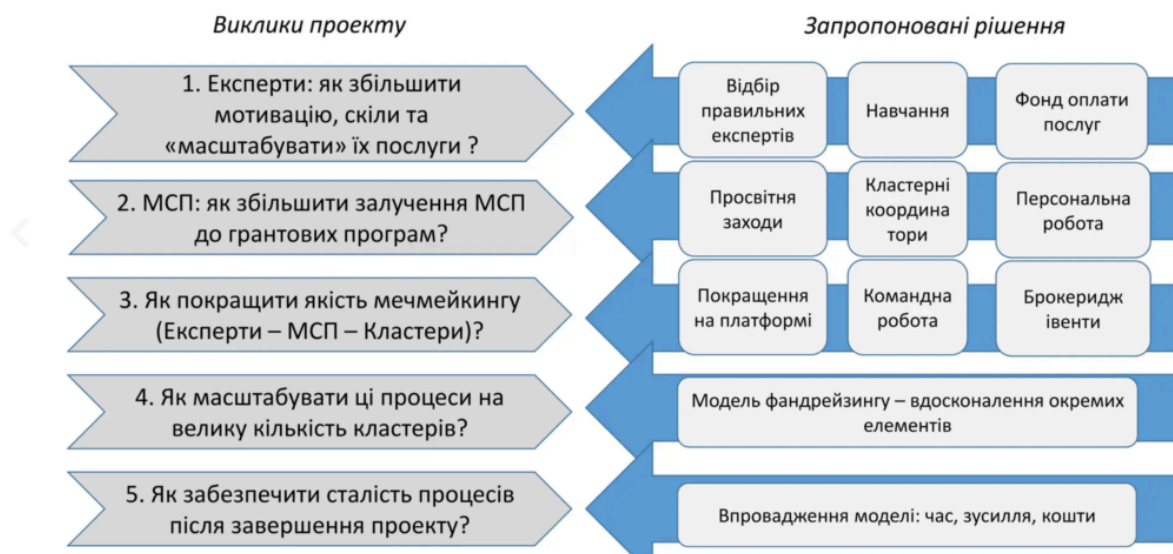 Виклики проекту
Запропоновані рішення
1. Експерти: як збільшити
мотивацію, скіли та
«масштабувати» їх послуги ?
Відбір
правильних
експертів
Навчання
Фонд оплати
послуг
2. МСП: як збільшити залучення МСП
до грантових програм?
Просвітня
заходи
Кластерні
координа
тори
Персональна
робота
3. Як покращити якість мечмейкингу
(Експерти – МСП – Кластери)?
Покращення
на платформі
Командна
робота
Брокеридж
івенти
4. Як масштабувати ці процеси на
велику кількість кластерів?
Модель фандрейзингу – вдосконалення окремих
елементів
5. Як забезпечити сталість процесів
після завершення проекту?
Впровадження моделі: час, зусилля, кошти